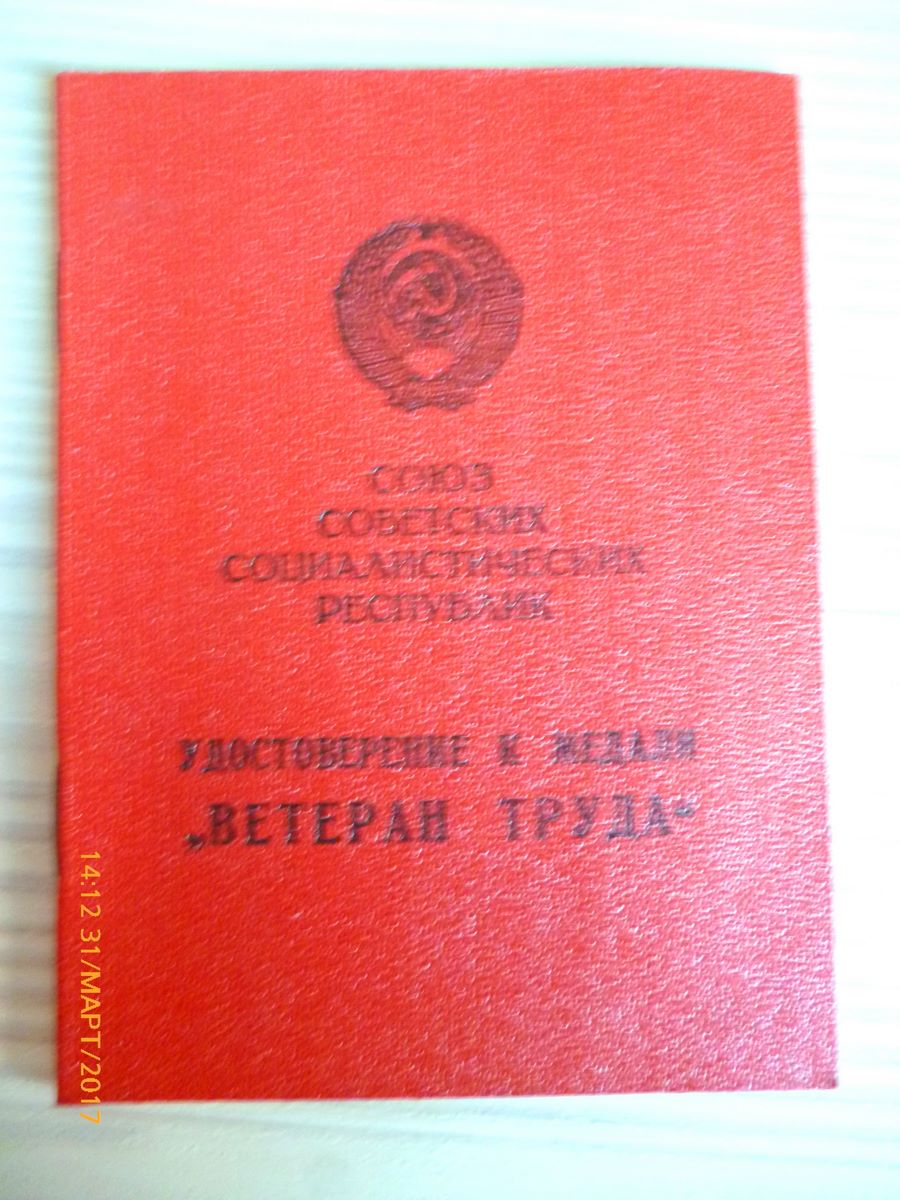 СОЮЗ
СОВЕТСКИХ
СОЦИАЛИСТИЧЕСКИХ
РЕСПУБЛИК
УДОСТОВЕРЕНИЕ К МЕДАЛИ
„ВЕТЕРАН ТРУДА“
14:12 31/МАРТ/2017